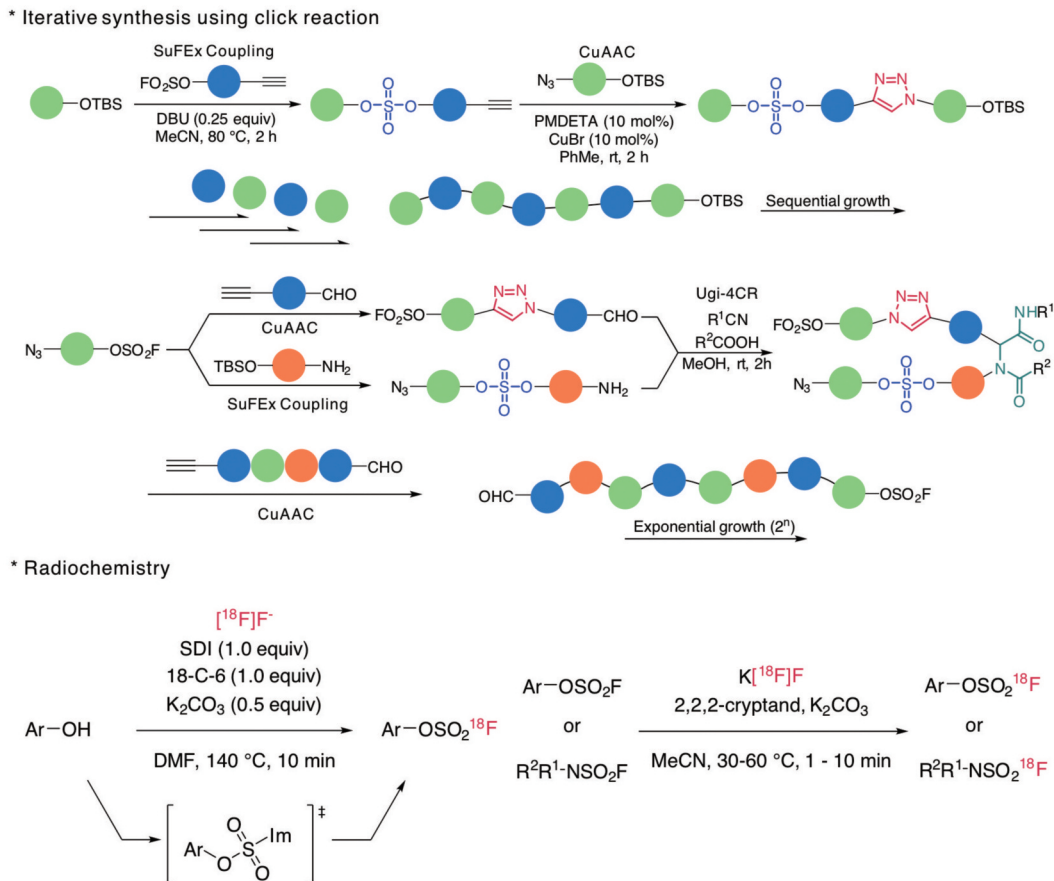 * Iterative synthesis using click reaction
SuFEx Coupling
FO₂SO
OTBS
DBU (0.25 equiv)
MeCN, 80 °C, 2 h
O O
S
O O
CuAAC
N₃ OTBS
PMDETA (10 mol%)
CuBr (10 mol%)
PhMe, rt, 2 h
O O
S
O O
N N
N
OTBS
OTBS
Sequential growth
N₃ OSO₂F
CHO
CuAAC
TBSO NH₂
SuFEx Coupling
FO₂SO
N N
N
CHO
N₃
O O
S
O O
NH₂
Ugi-4CR
R¹CN
R²COOH
MeOH, rt, 2h
FO₂SO
N N
N
NHR¹
O
N
R²
O
N₃
O O
S
O O
CHO
CuAAC
OHC
OSO₂F
Exponential growth (2ⁿ)
* Radiochemistry
[¹⁸F]F⁻
SDI (1.0 equiv)
18-C-6 (1.0 equiv)
K₂CO₃ (0.5 equiv)
Ar OH
DMF, 140 °C, 10 min
Ar OSO₂¹⁸F
O
S Im
Ar O O
‡
Ar OSO₂F
or
R²R¹-NSO₂F
K[¹⁸F]F
2,2,2-cryptand, K₂CO₃
MeCN, 30-60 °C, 1 - 10 min
Ar OSO₂¹⁸F
or
R²R¹-NSO₂¹⁸F